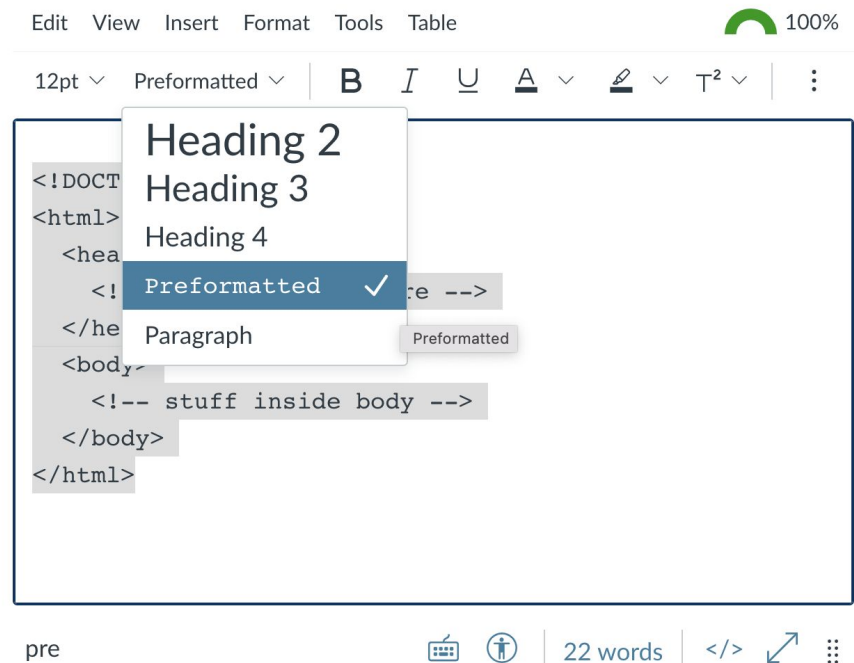 Edit View Insert Format Tools Table 100%
12pt Preformatted B I U A T²
Heading 2
Heading 3
Heading 4
Preformatted
Paragraph
Preformatted
<!DOCT
<html>
<hea
<! re -->
</he
<body>
<!-- stuff inside body -->
</body>
</html>
pre 22 words </>